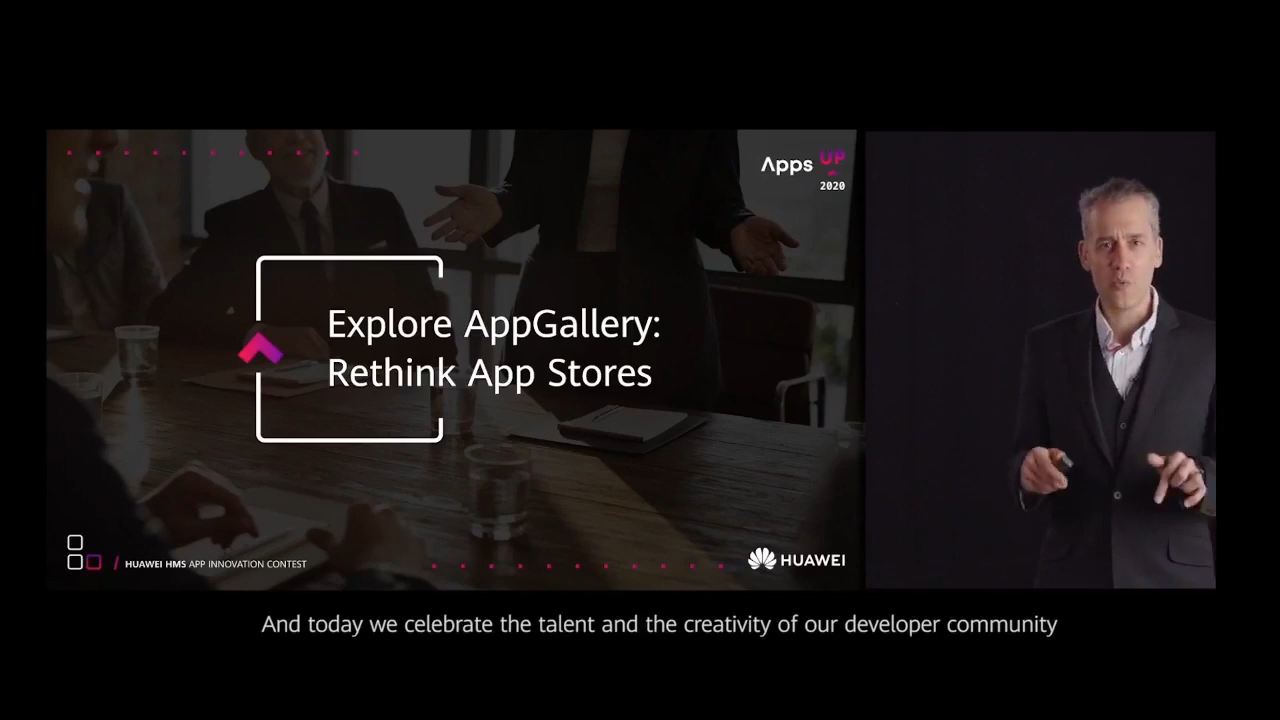 Apps UP
2020
Explore AppGallery:
Rethink App Stores
/ HUAWEI HMS APP INNOVATION CONTEST
HUAWEI
And today we celebrate the talent and the creativity of our developer community